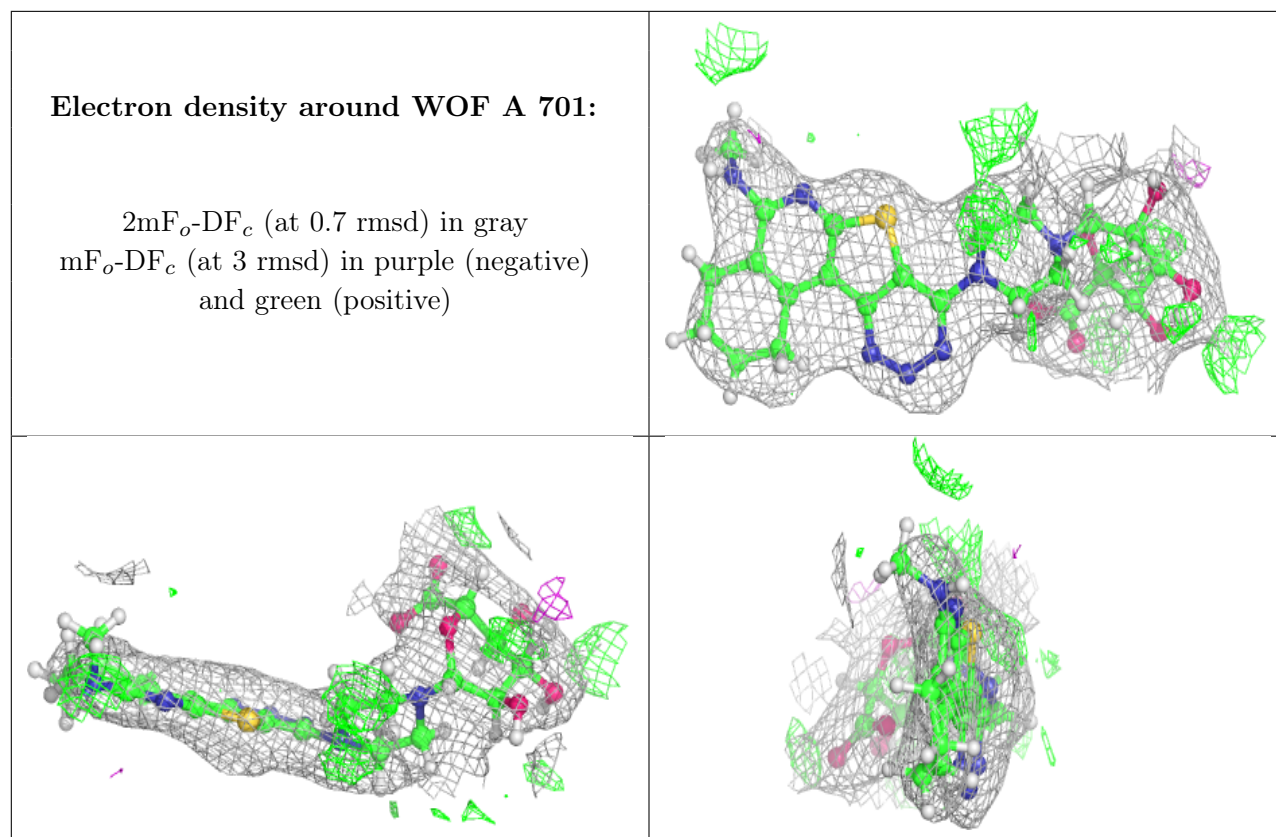 Electron density around WOF A 701:
2mFo-DFc (at 0.7 rmsd) in gray
mFo-DFc (at 3 rmsd) in purple (negative)
and green (positive)